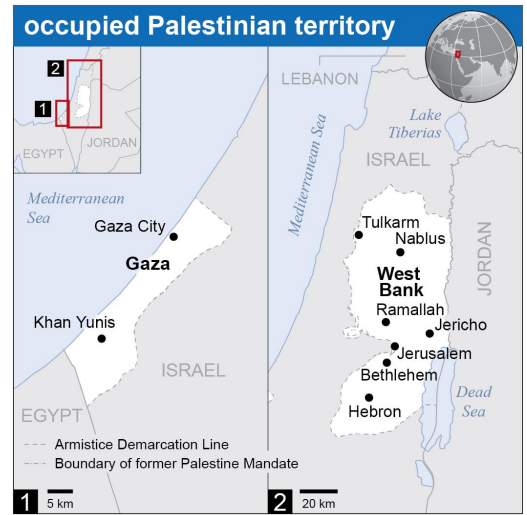 occupied Palestinian territory
2
1
EGYPT
JORDAN
Mediterranean
Sea
Gaza City
Gaza
Khan Yunis
ISRAEL
EGYPT
Armistice Demarcation Line
Boundary of former Palestine Mandate
1
5 km
LEBANON
Mediterranean Sea
Lake
Tiberias
ISRAEL
Tulkarm
Nablus
JORDAN
West
Bank
Ramallah
Jericho
Jerusalem
Bethlehem
Dead
Sea
Hebron
2
20 km